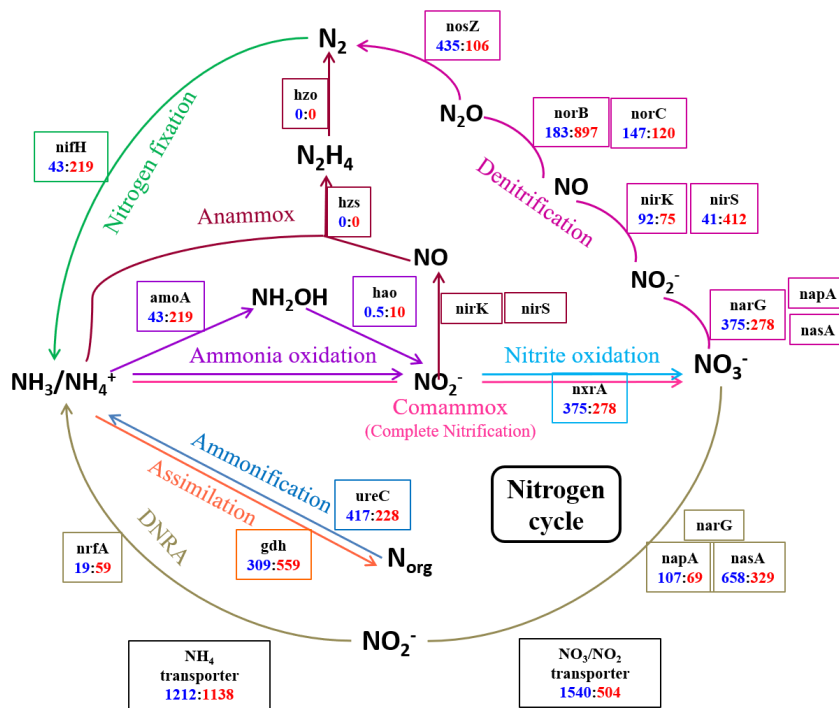 N₂
nosZ
435:106
hzo
0:0
N₂O
norB
183:897
norC
147:120
nifH
43:219
Nitrogen fixation
N₂H₄
NO
Denitrification
nirK
92:75
nirS
41:412
Anammox
hzs
0:0
NO
NO₂⁻
amoA
43:219
NH₂OH
hao
0.5:10
nirK
nirS
narG
375:278
napA
nasA
Ammonia oxidation
Nitrite oxidation
NH₃/NH₄⁺
NO₂⁻
NO₃⁻
nxrA
375:278
Comammox
(Complete Nitrification)
Ammonification
Assimilation
ureC
417:228
Nitrogen
cycle
DNRA
nrfA
19:59
gdh
309:559
Norg
narG
napA
107:69
nasA
658:329
NO₂⁻
NH₄
transporter
1212:1138
NO₃/NO₂
transporter
1540:504